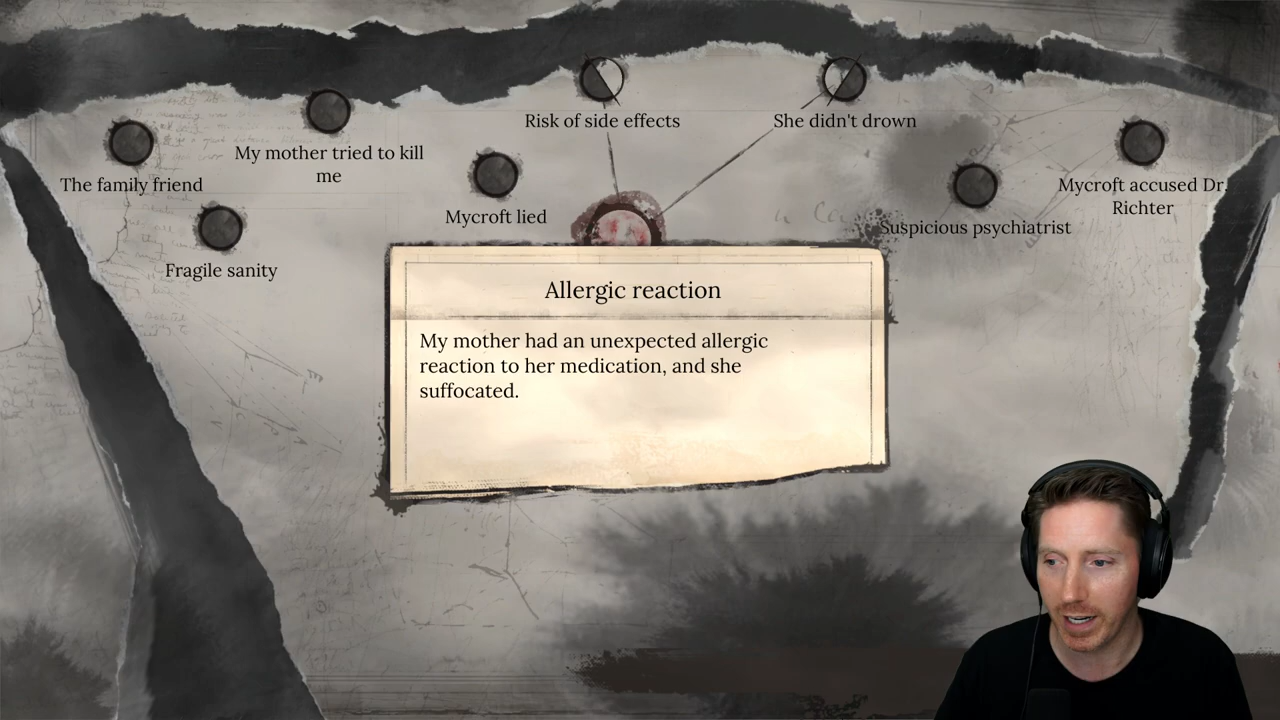 Risk of side effects
She didn't drown
My mother tried to kill
me
The family friend
Mycroft lied
Mycroft accused Dr.
Richter
Suspicious psychiatrist
Fragile sanity
Allergic reaction
My mother had an unexpected allergic
reaction to her medication, and she
suffocated.